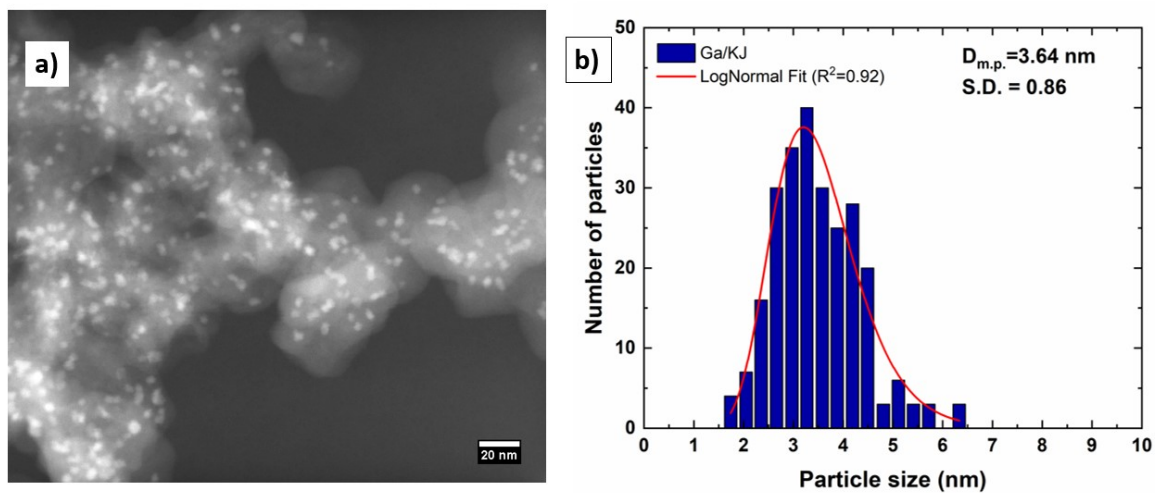 a)
20 nm
b)
Ga/KJ
LogNormal Fit (R²=0.92)
Dm.p.=3.64 nm
S.D. = 0.86
50
40
30
20
10
0
Number of particles
0 1 2 3 4 5 6 7 8 9 10
Particle size (nm)